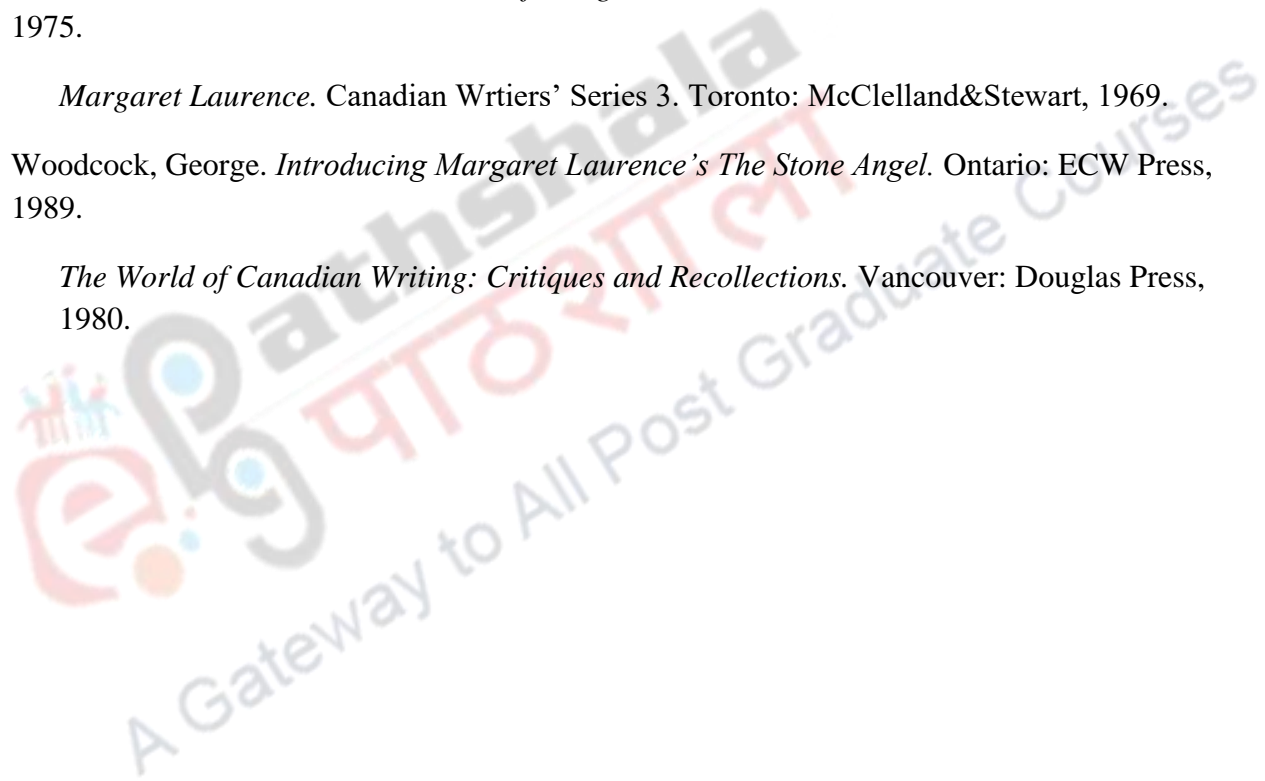 1975.
Margaret Laurence. Canadian Wrtiers’ Series 3. Toronto: McClelland&Stewart, 1969.
Woodcock, George. Introducing Margaret Laurence’s The Stone Angel. Ontario: ECW Press,
1989.
The World of Canadian Writing: Critiques and Recollections. Vancouver: Douglas Press,
1980.
e PG Pathshala
पाठशाला
A Gateway to All Post Graduate Courses